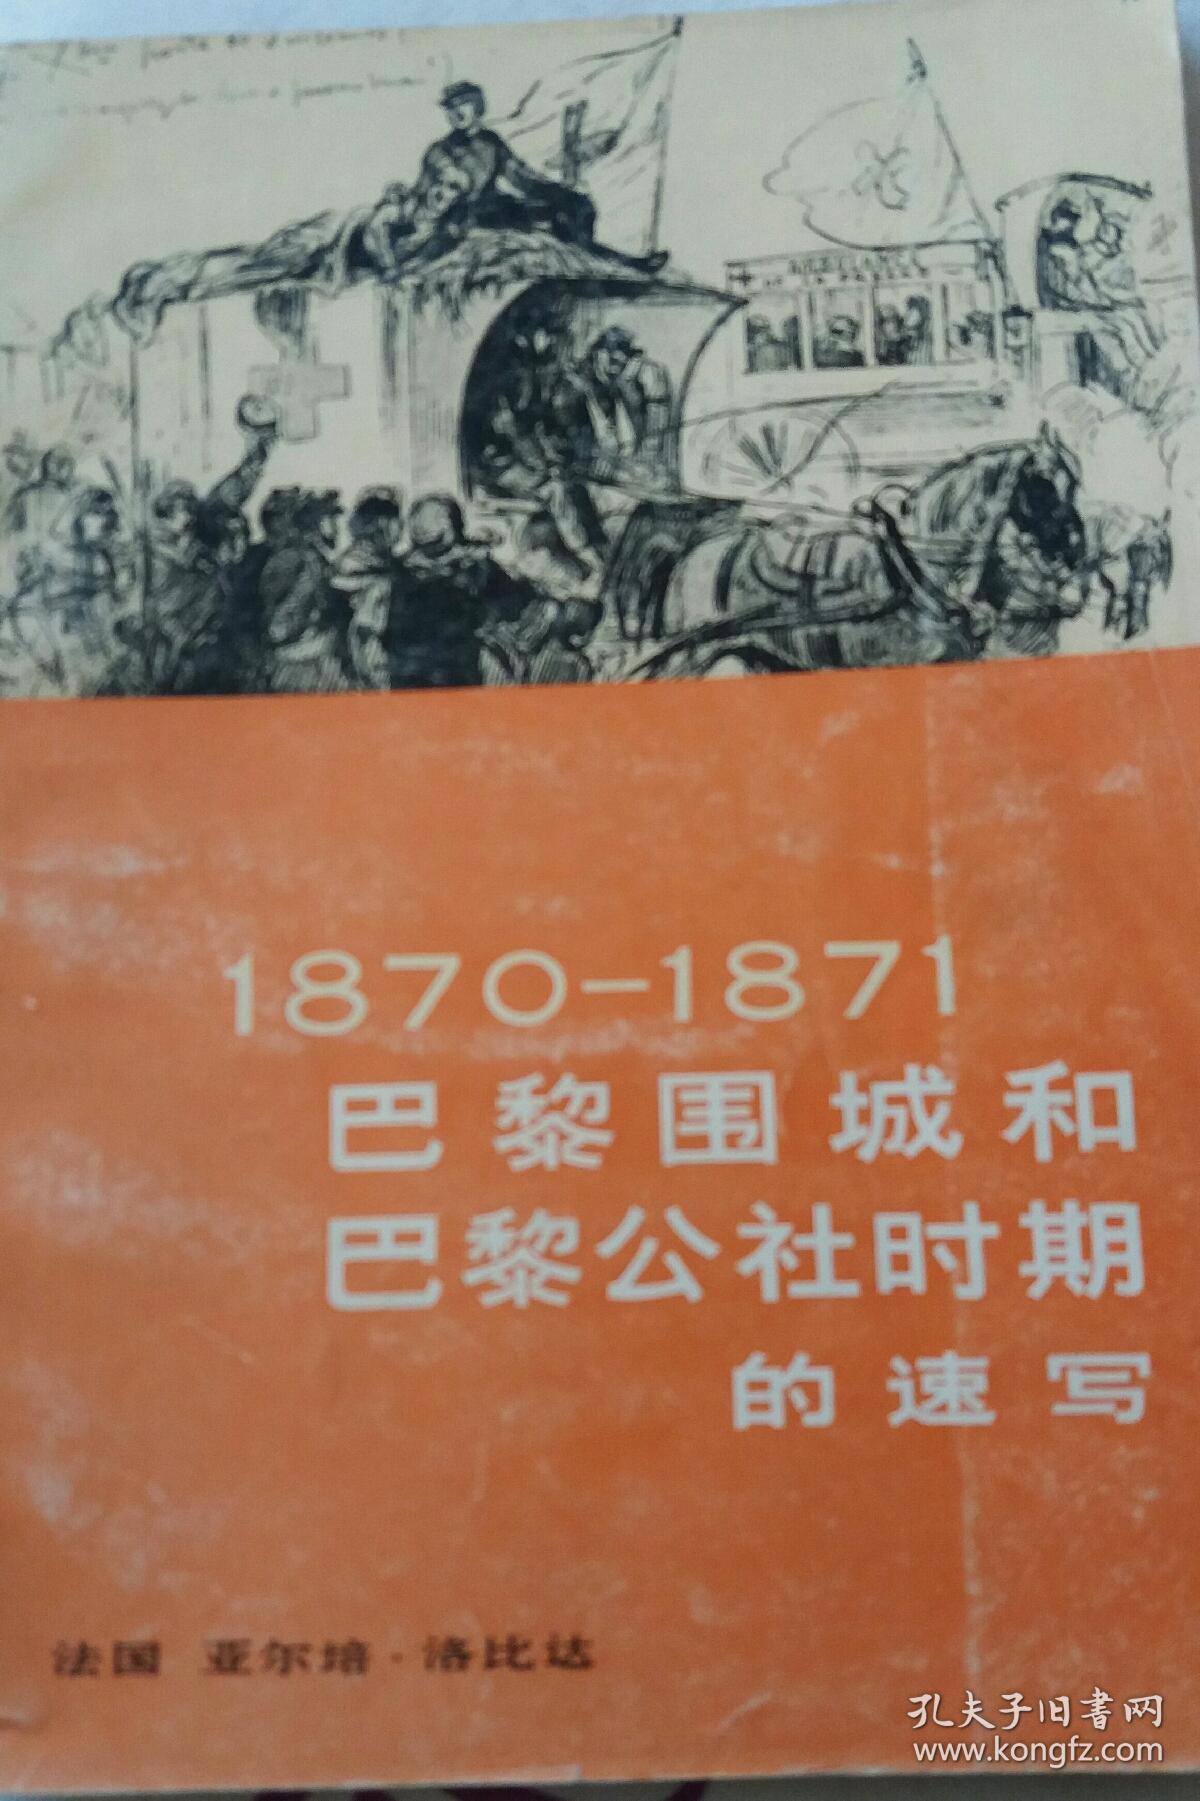 AMBULANCE
1870-1871
巴黎围城和
巴黎公社时期
的速写
法国 亚尔培·洛比达
孔夫子旧书网
www.kongfz.com